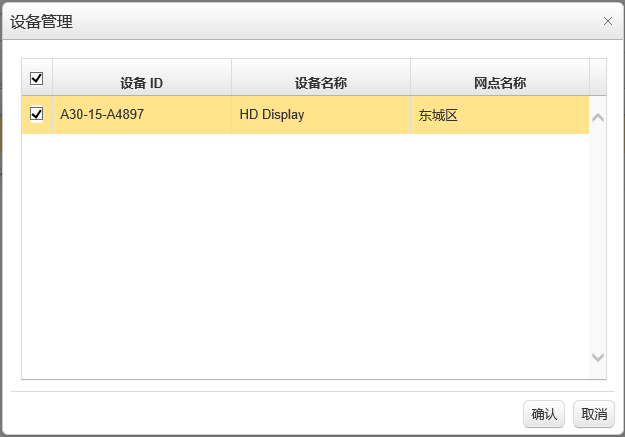 设备管理
设备 ID 设备名称 网点名称
A30-15-A4897 HD Display 东城区
确认 取消